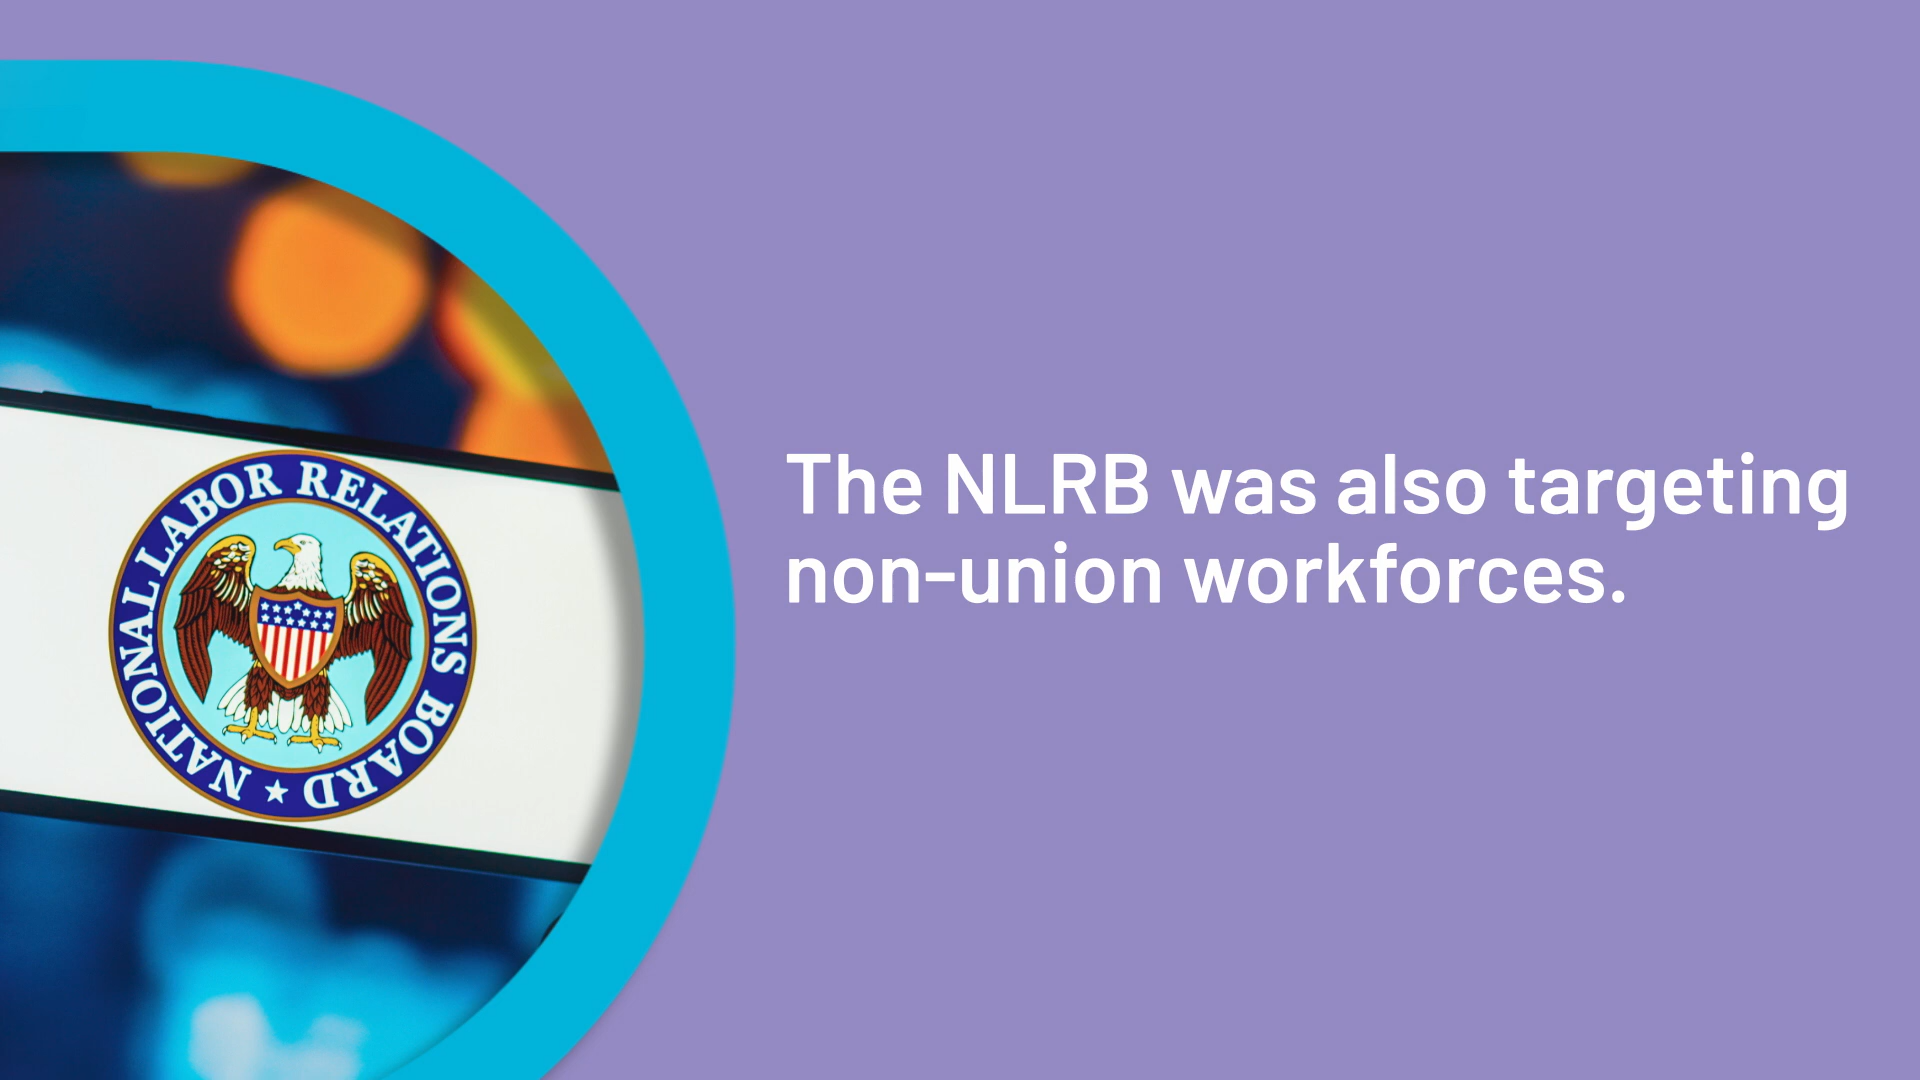 NATIONAL LABOR RELATIONS BOARD
The NLRB was also targeting
non-union workforces.